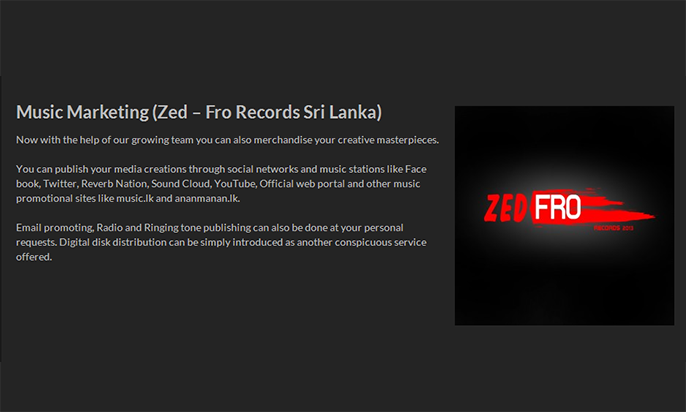 Music Marketing (Zed – Fro Records Sri Lanka)
Now with the help of our growing team you can also merchandise your creative masterpieces.
You can publish your media creations through social networks and music stations like Face
book, Twitter, Reverb Nation, Sound Cloud, YouTube, Official web portal and other music
promotional sites like music.lk and ananmanan.lk.
Email promoting, Radio and Ringing tone publishing can also be done at your personal
requests. Digital disk distribution can be simply introduced as another conspicuous service
offered.
ZED FRO
RECORDS 2013